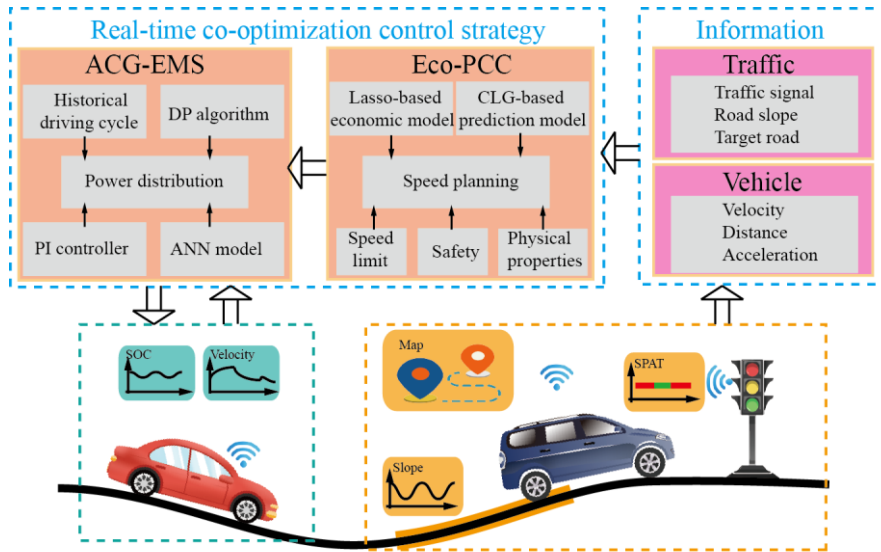 Real-time co-optimization control strategy
Information
ACG-EMS
Historical
driving cycle
DP algorithm
Power distribution
PI controller
ANN model
Eco-PCC
Lasso-based
economic model
CLG-based
prediction model
Speed planning
Speed
limit
Safety
Physical
properties
Traffic
Traffic signal
Road slope
Target road
Vehicle
Velocity
Distance
Acceleration
SOC
Velocity
Map
SPAT
Slope